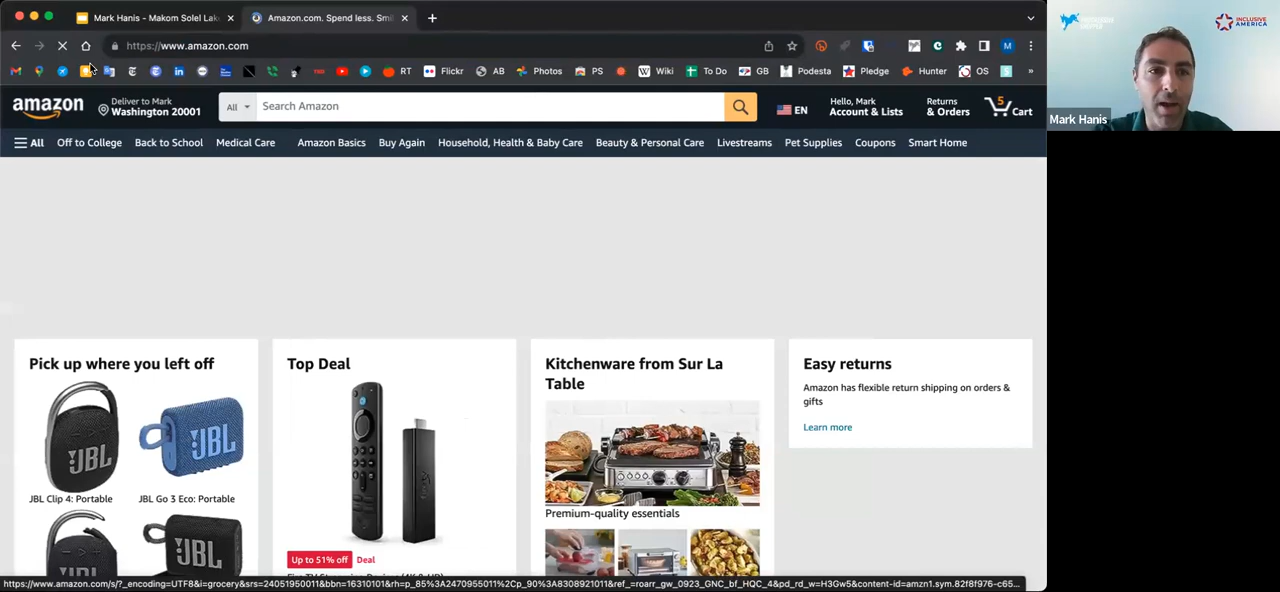 Mark Hanis - Makom Solel Lak
Amazon.com. Spend less. Smi
https://www.amazon.com
RT Flickr AB Photos PS Wiki To Do GB Podesta Pledge Hunter OS »
amazon
Deliver to Mark
Washington 20001
All
Search Amazon
EN
Hello, Mark
Account & Lists
Returns
& Orders
5
Cart
All Off to College Back to School Medical Care Amazon Basics Buy Again Household, Health & Baby Care Beauty & Personal Care Livestreams Pet Supplies Coupons Smart Home
Pick up where you left off
JBL
JBL
JBL Clip 4: Portable
JBL Go 3 Eco: Portable
JBL
Top Deal
Up to 51% off Deal
Kitchenware from Sur La
Table
Premium-quality essentials
Easy returns
Amazon has flexible return shipping on orders &
gifts
Learn more
https://www.amazon.com/s/?_encoding=UTF8&i=grocery&srs=24051950011&bbn=16310101&rh=p_85%3A2470955011%2Cp_90%3A8308921011&ref_=roarr_gw_0923_GNC_bf_HQC_4&pd_rd_w=H3Gw5&content-id=amzn1.sym.82f8f976-c65...
INCLUSIVE
AMERICA
Mark Hanis